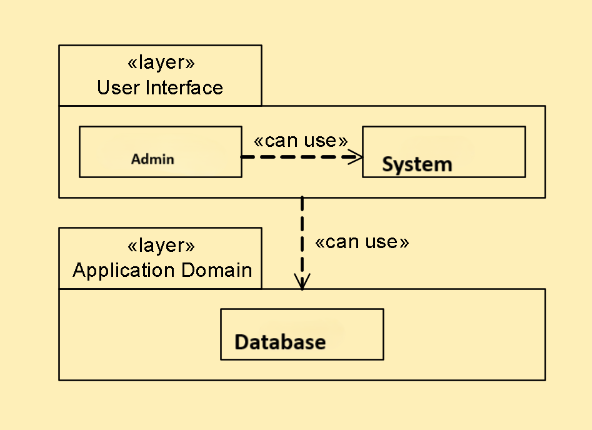 «layer»
User Interface
«can use»
Admin
System
«layer»
«can use»
Application Domain
Database